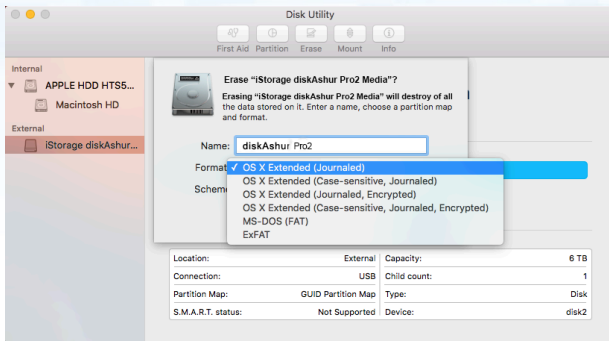 Disk Utility
First Aid Partition Erase Mount Info
Internal
APPLE HDD HTS5...
Macintosh HD
External
iStorage diskAshur...
Erase “iStorage diskAshur Pro2 Media”?
Erasing “iStorage diskAshur Pro2 Media” will destroy of all
the data stored on it. Enter a name, choose a partition map
and format.
Name: diskAshur Pro2
Format ✓ OS X Extended (Journaled)
OS X Extended (Case-sensitive, Journaled)
Schem
OS X Extended (Journaled, Encrypted)
OS X Extended (Case-sensitive, Journaled, Encrypted)
MS-DOS (FAT)
ExFAT
Location: External Capacity: 6 TB
Connection: USB Child count: 1
Partition Map: GUID Partition Map Type: Disk
S.M.A.R.T. status: Not Supported Device: disk2